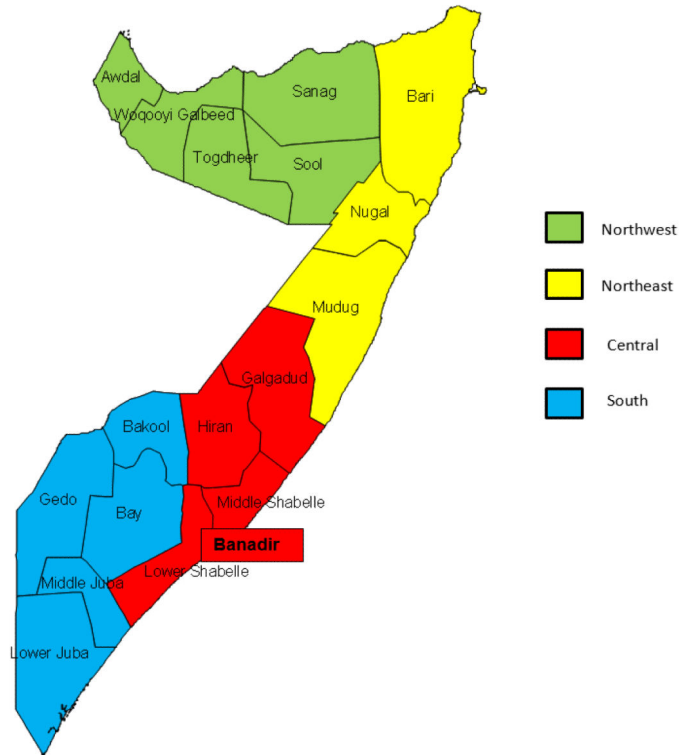 Awdal
Sanag
Bari
Woqooyi Galbeed
Togdheer
Sool
Nugal
Mudug
Galgadud
Bakool
Hiran
Gedo
Bay
Middle Shabelle
Banadir
Lower Shabelle
Middle Juba
Lower Juba
Northwest
Northeast
Central
South